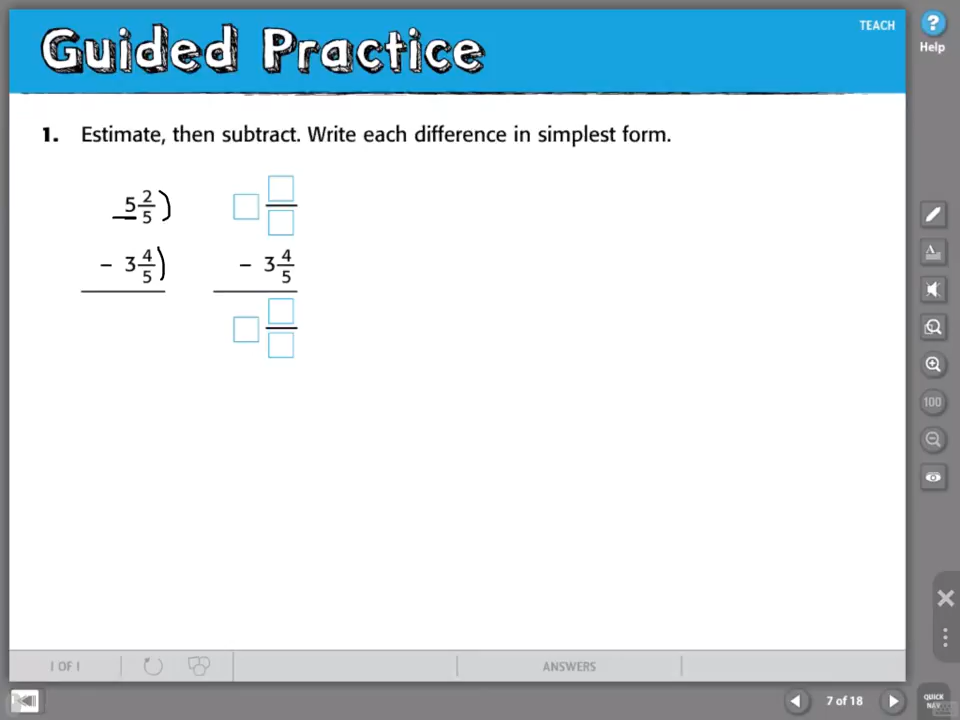 TEACH
Guided Practice
Help
1. Estimate, then subtract. Write each difference in simplest form.
5 2/5 )
− 3 4/5 )
− 3 4/5
100
1 OF 1
ANSWERS
7 of 18
QUICK
NAV